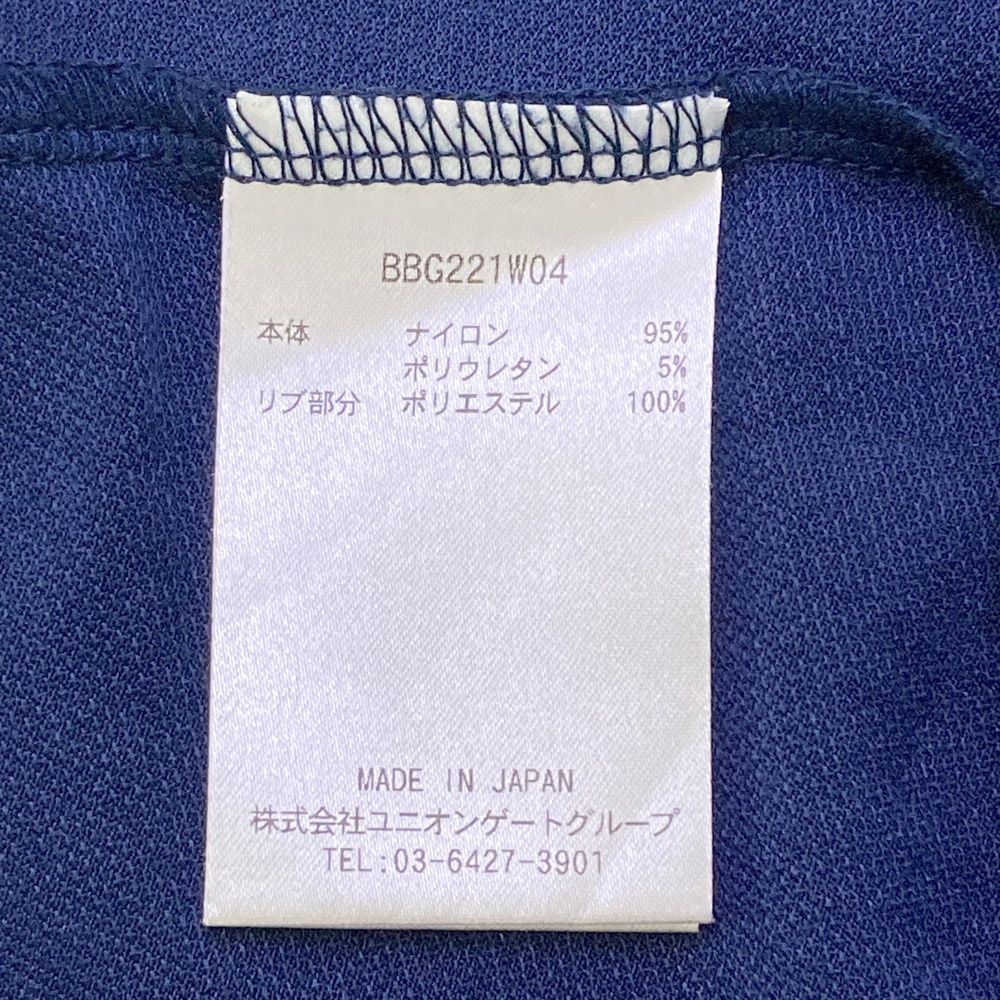 BBG221W04
本体 ナイロン 95%
ポリウレタン 5%
リブ部分 ポリエステル 100%
MADE IN JAPAN
株式会社ユニオンゲートグループ
TEL:03-6427-3901